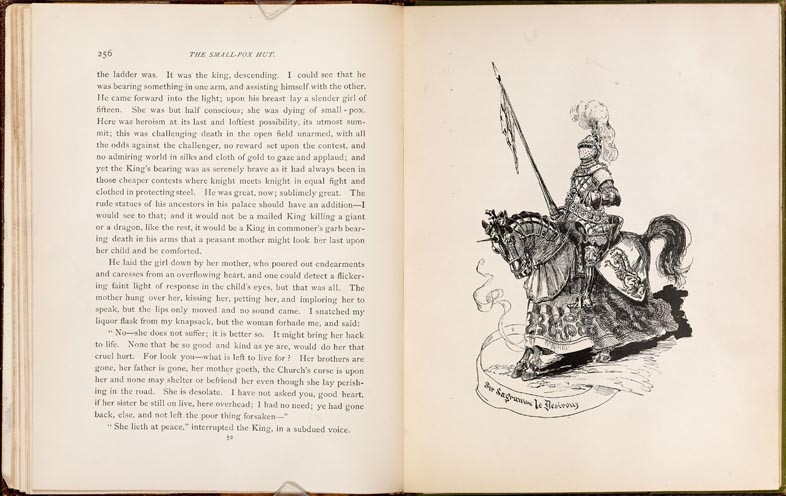 256
THE SMALL-POX HUT.
the ladder was. It was the king, descending. I could see that he
was bearing something in one arm, and assisting himself with the other.
He came forward into the light; upon his breast lay a slender girl of
fifteen. She was but half conscious; she was dying of small-pox.
Here was heroism at its last and loftiest possibility, its utmost sum-
mit; this was challenging death in the open field unarmed, with all
the odds against the challenger, no reward set upon the contest, and
no admiring world in silks and cloth of gold to gaze and applaud; and
yet the King's bearing was as serenely brave as it had always been in
those cheaper contests where knight meets knight in equal fight and
clothed in protecting steel. He was great, now; sublimely great. The
rude statues of his ancestors in his palace should have an addition—I
would see to that; and it would not be a mailed King killing a giant
or a dragon, like the rest, it would be a King in commoner's garb bear-
ing death in his arms that a peasant mother might look her last upon
her child and be comforted.
He laid the girl down by her mother, who poured out endearments
and caresses from an overflowing heart, and one could detect a flicker-
ing faint light of response in the child's eyes, but that was all. The
mother hung over her, kissing her, petting her, and imploring her to
speak, but the lips only moved and no sound came. I snatched my
liquor flask from my knapsack, but the woman forbade me, and said:
"No—she does not suffer; it is better so. It might bring her back
to life. None that be so good and kind as ye are, would do her that
cruel hurt. For look you—what is left to live for? Her brothers are
gone, her father is gone, her mother goeth, the Church's curse is upon
her and none may shelter or befriend her even though she lay perish-
ing in the road. She is desolate. I have not asked you, good heart,
if her sister be still on live, here overhead; I had no need; ye had gone
back, else, and not left the poor thing forsaken—"
"She lieth at peace," interrupted the King, in a subdued voice.
52
Ser Sagramw le Desirous